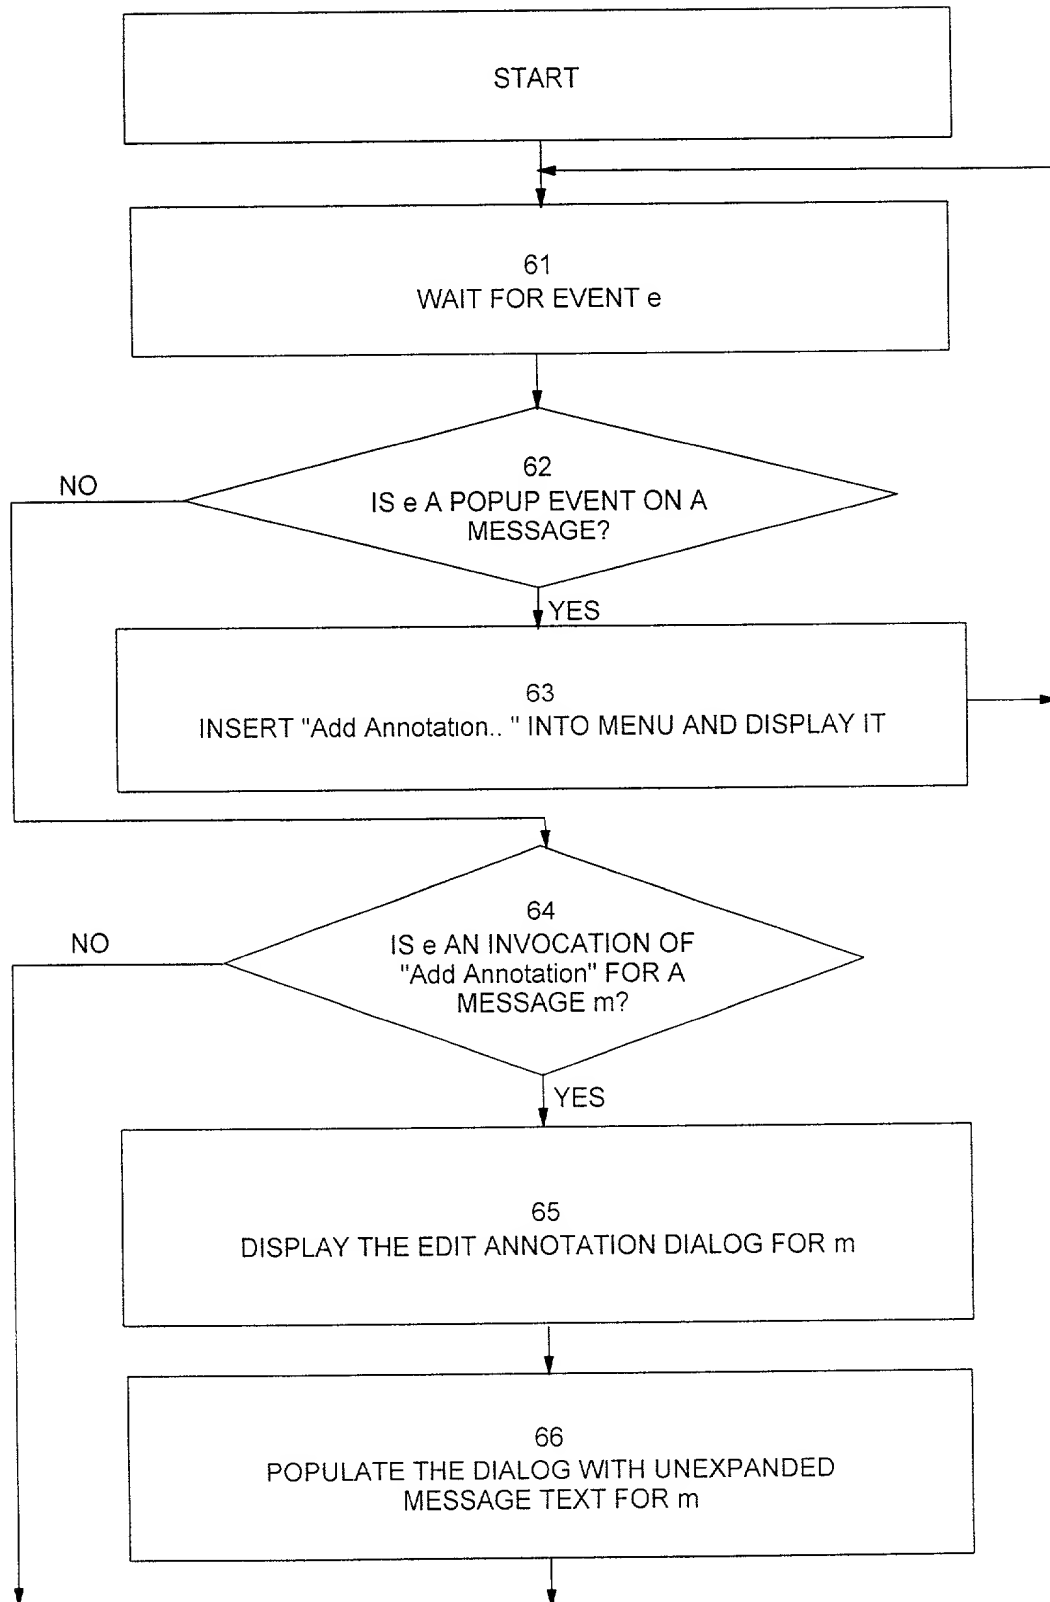 START
61
WAIT FOR EVENT e
62
IS e A POPUP EVENT ON A
MESSAGE?
NO
YES
63
INSERT "Add Annotation.. " INTO MENU AND DISPLAY IT
64
IS e AN INVOCATION OF
"Add Annotation" FOR A
MESSAGE m?
NO
YES
65
DISPLAY THE EDIT ANNOTATION DIALOG FOR m
66
POPULATE THE DIALOG WITH UNEXPANDED
MESSAGE TEXT FOR m